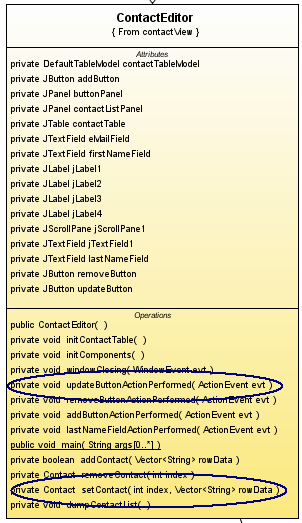 ContactEditor
{ From contactView }
Attributes
private DefaultTableModel contactTableModel
private JButton addButton
private JPanel buttonPanel
private JPanel contactListPanel
private JTable contactTable
private JTextField eMailField
private JTextField firstNameField
private JLabel jLabel1
private JLabel jLabel2
private JLabel jLabel3
private JLabel jLabel4
private JScrollPane jScrollPane1
private JTextField jTextField1
private JTextField lastNameField
private JButton removeButton
private JButton updateButton
Operations
public ContactEditor( )
private void initContactTable( )
private void initComponents( )
private void windowClosing( WindowEvent evt )
private void updateButtonActionPerformed( ActionEvent evt )
private void removeButtonActionPerformed( ActionEvent evt )
private void addButtonActionPerformed( ActionEvent evt )
private void lastNameFieldActionPerformed( ActionEvent evt )
public void main( String args[0..*] )
private boolean addContact( Vector<String> rowData )
private Contact removeContact( int index )
private Contact setContact( int index, Vector<String> rowData )
private void dumpContactList( )